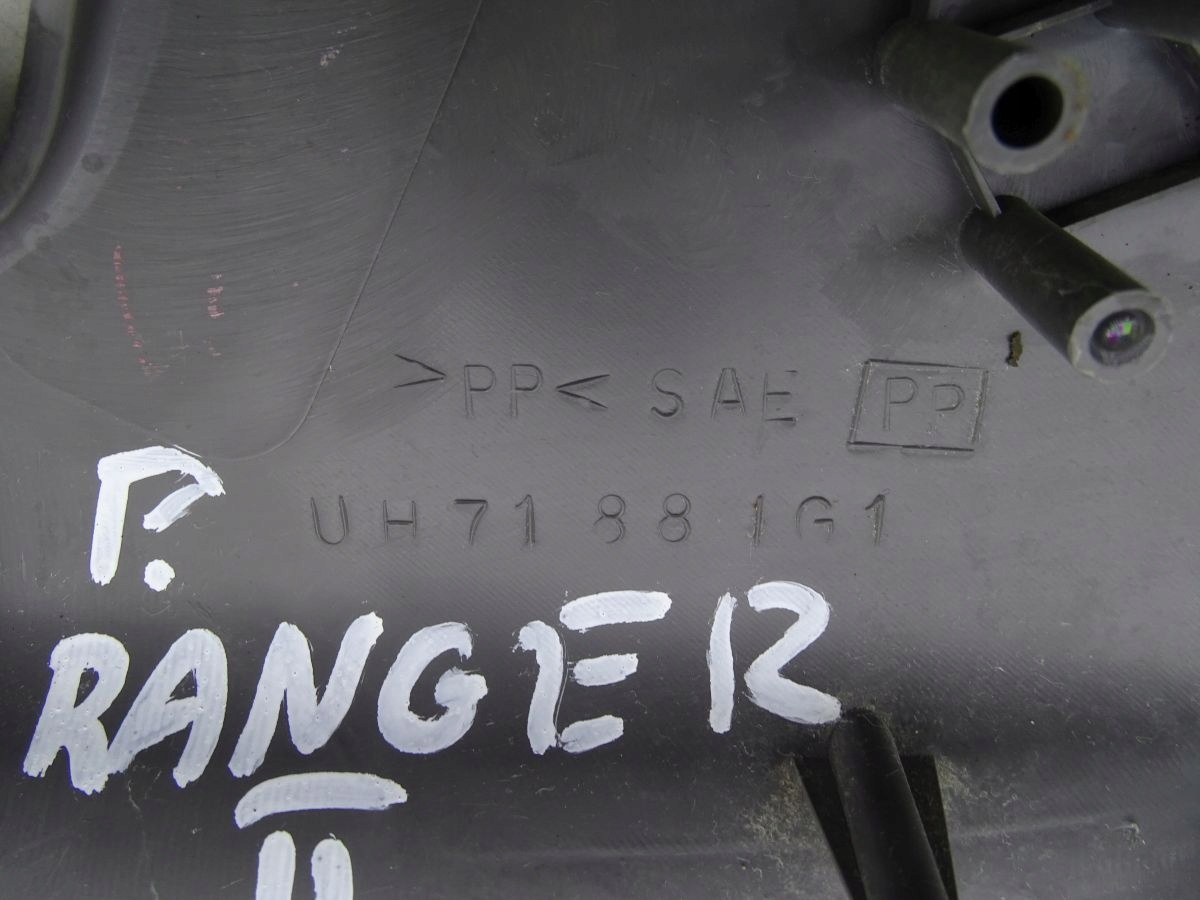 >PP< SAE PP
UH71 88 1G1
P.
RANGER
II